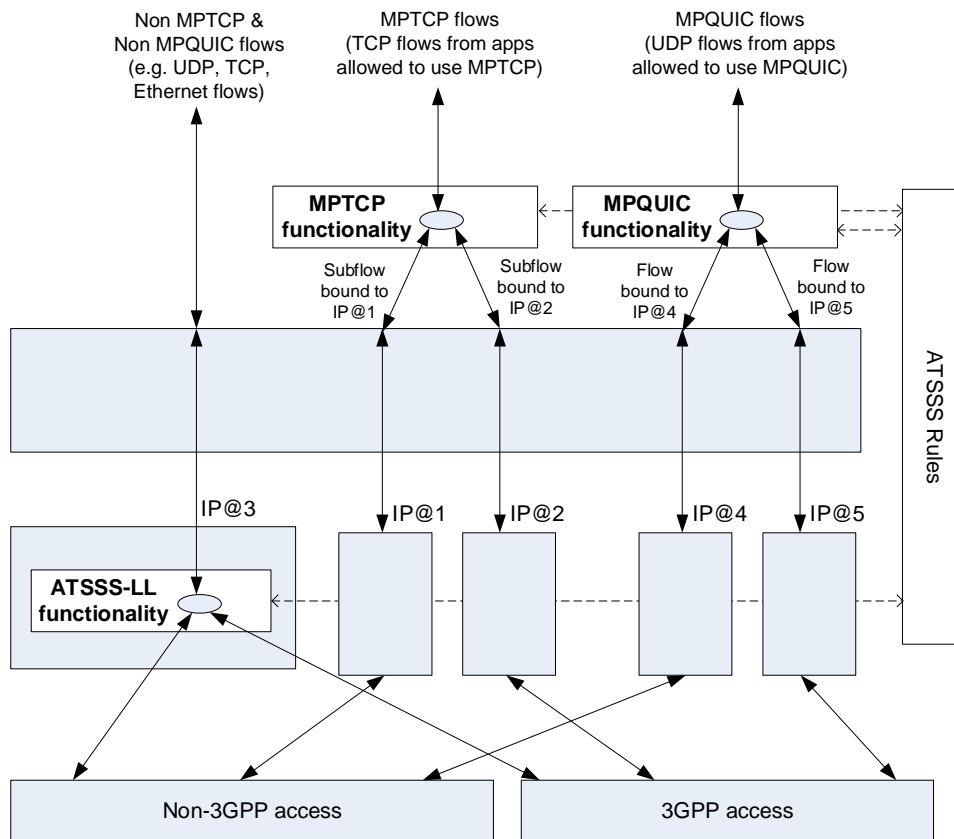 Non MPTCP &
Non MPQUIC flows
(e.g. UDP, TCP,
Ethernet flows)
MPTCP flows
(TCP flows from apps
allowed to use MPTCP)
MPQUIC flows
(UDP flows from apps
allowed to use MPQUIC)
MPTCP
functionality
MPQUIC
functionality
Subflow
bound to
IP@1
Subflow
bound to
IP@2
Flow
bound to
IP@4
Flow
bound to
IP@5
ATSSS Rules
IP@3
IP@1
IP@2
IP@4
IP@5
ATSSS-LL
functionality
Non-3GPP access
3GPP access